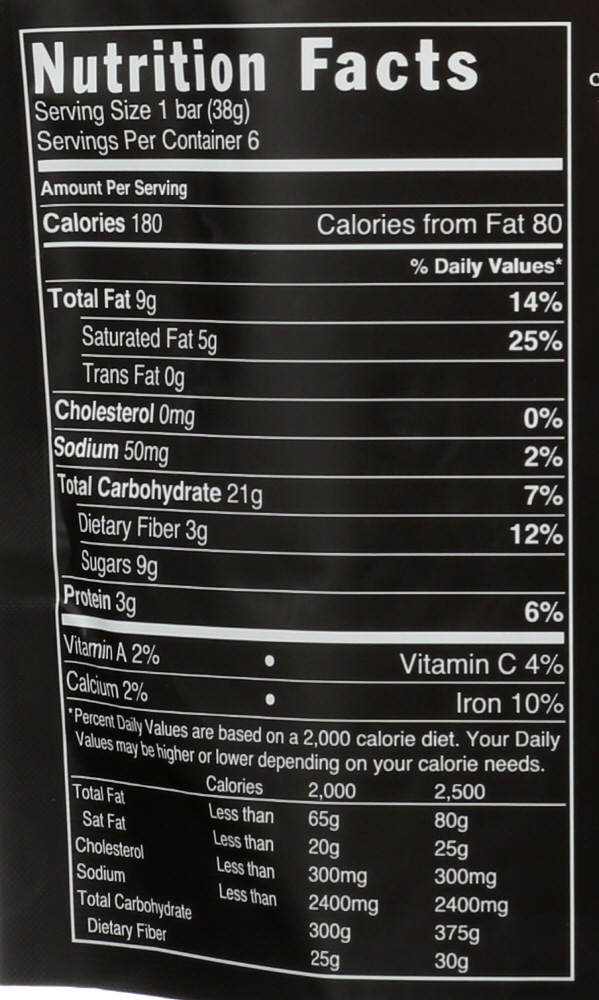 Nutrition Facts
Serving Size 1 bar (38g)
Servings Per Container 6
Amount Per Serving
Calories 180 Calories from Fat 80
% Daily Values*
Total Fat 9g 14%
Saturated Fat 5g 25%
Trans Fat 0g
Cholesterol 0mg 0%
Sodium 50mg 2%
Total Carbohydrate 21g 7%
Dietary Fiber 3g 12%
Sugars 9g
Protein 3g 6%
Vitamin A 2% • Vitamin C 4%
Calcium 2% • Iron 10%
*Percent Daily Values are based on a 2,000 calorie diet. Your Daily
Values may be higher or lower depending on your calorie needs.
Calories 2,000 2,500
Total Fat Less than 65g 80g
Sat Fat Less than 20g 25g
Cholesterol Less than 300mg 300mg
Sodium Less than 2400mg 2400mg
Total Carbohydrate 300g 375g
Dietary Fiber 25g 30g